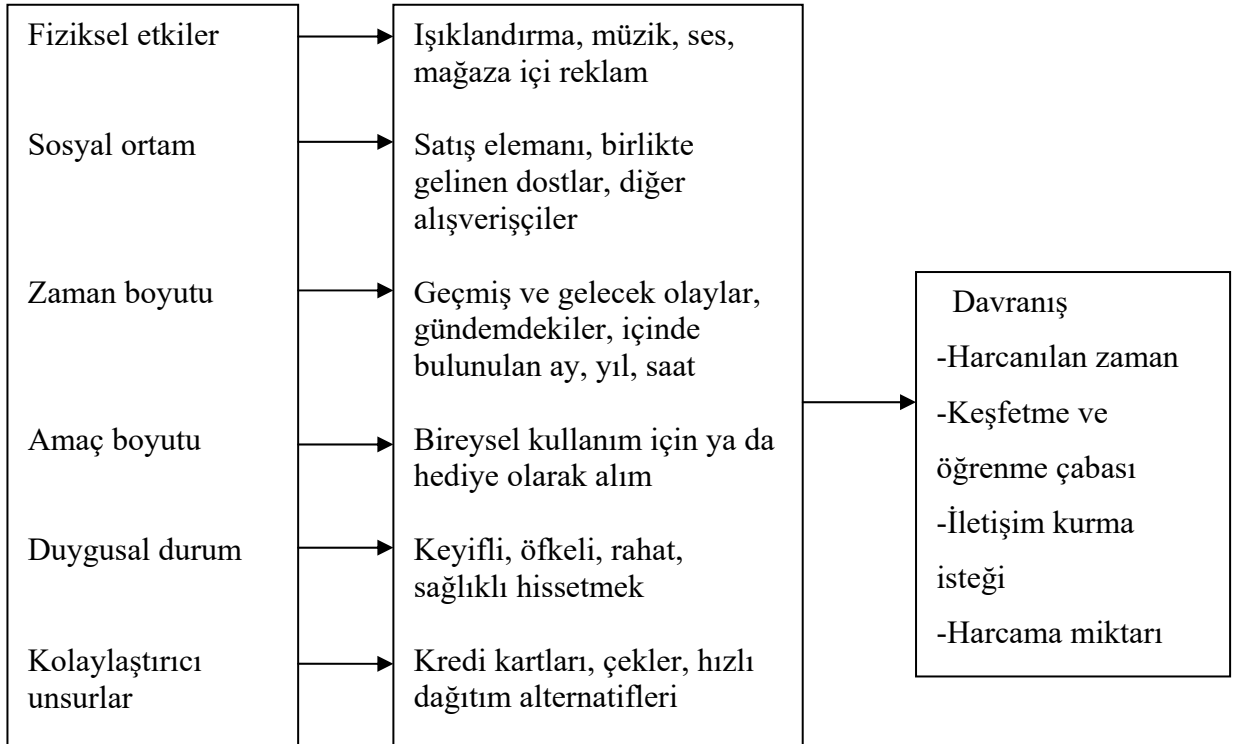 Fiziksel etkiler
Işıklandırma, müzik, ses,
mağaza içi reklam
Sosyal ortam
Satış elemanı, birlikte
gelinen dostlar, diğer
alışverişçiler
Zaman boyutu
Geçmiş ve gelecek olaylar,
gündemdekiler, içinde
bulunulan ay, yıl, saat
Amaç boyutu
Bireysel kullanım için ya da
hediye olarak alım
Duygusal durum
Keyifli, öfkeli, rahat,
sağlıklı hissetmek
Kolaylaştırıcı
unsurlar
Kredi kartları, çekler, hızlı
dağıtım alternatifleri
Davranış
-Harcanılan zaman
-Keşfetme ve
öğrenme çabası
-İletişim kurma
isteği
-Harcama miktarı